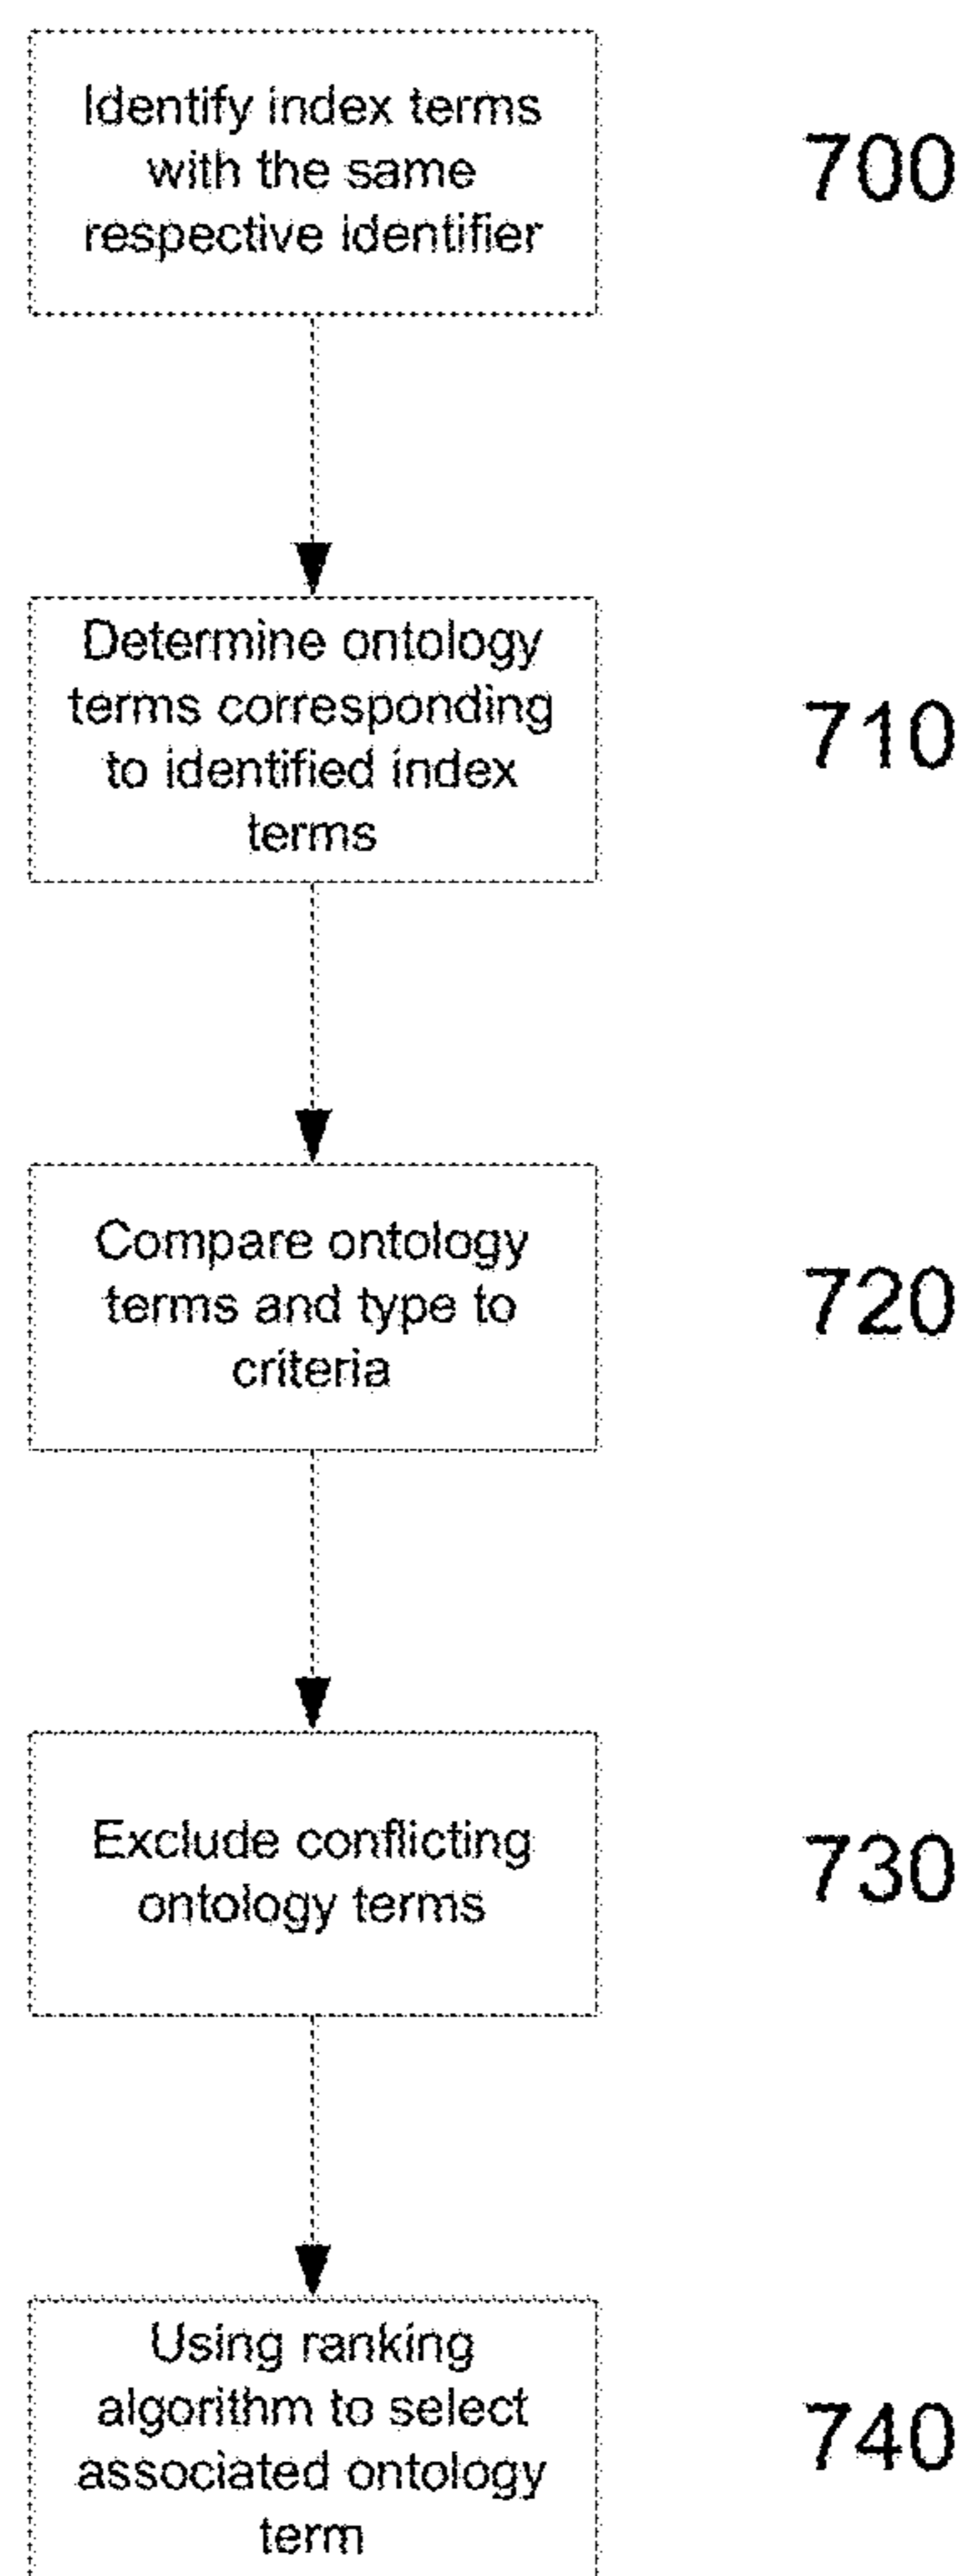 Identify index terms
with the same
respective identifier
700
Determine ontology
terms corresponding
to identified index
terms
710
Compare ontology
terms and type to
criteria
720
Exclude conflicting
ontology terms
730
Using ranking
algorithm to select
associated ontology
term
740